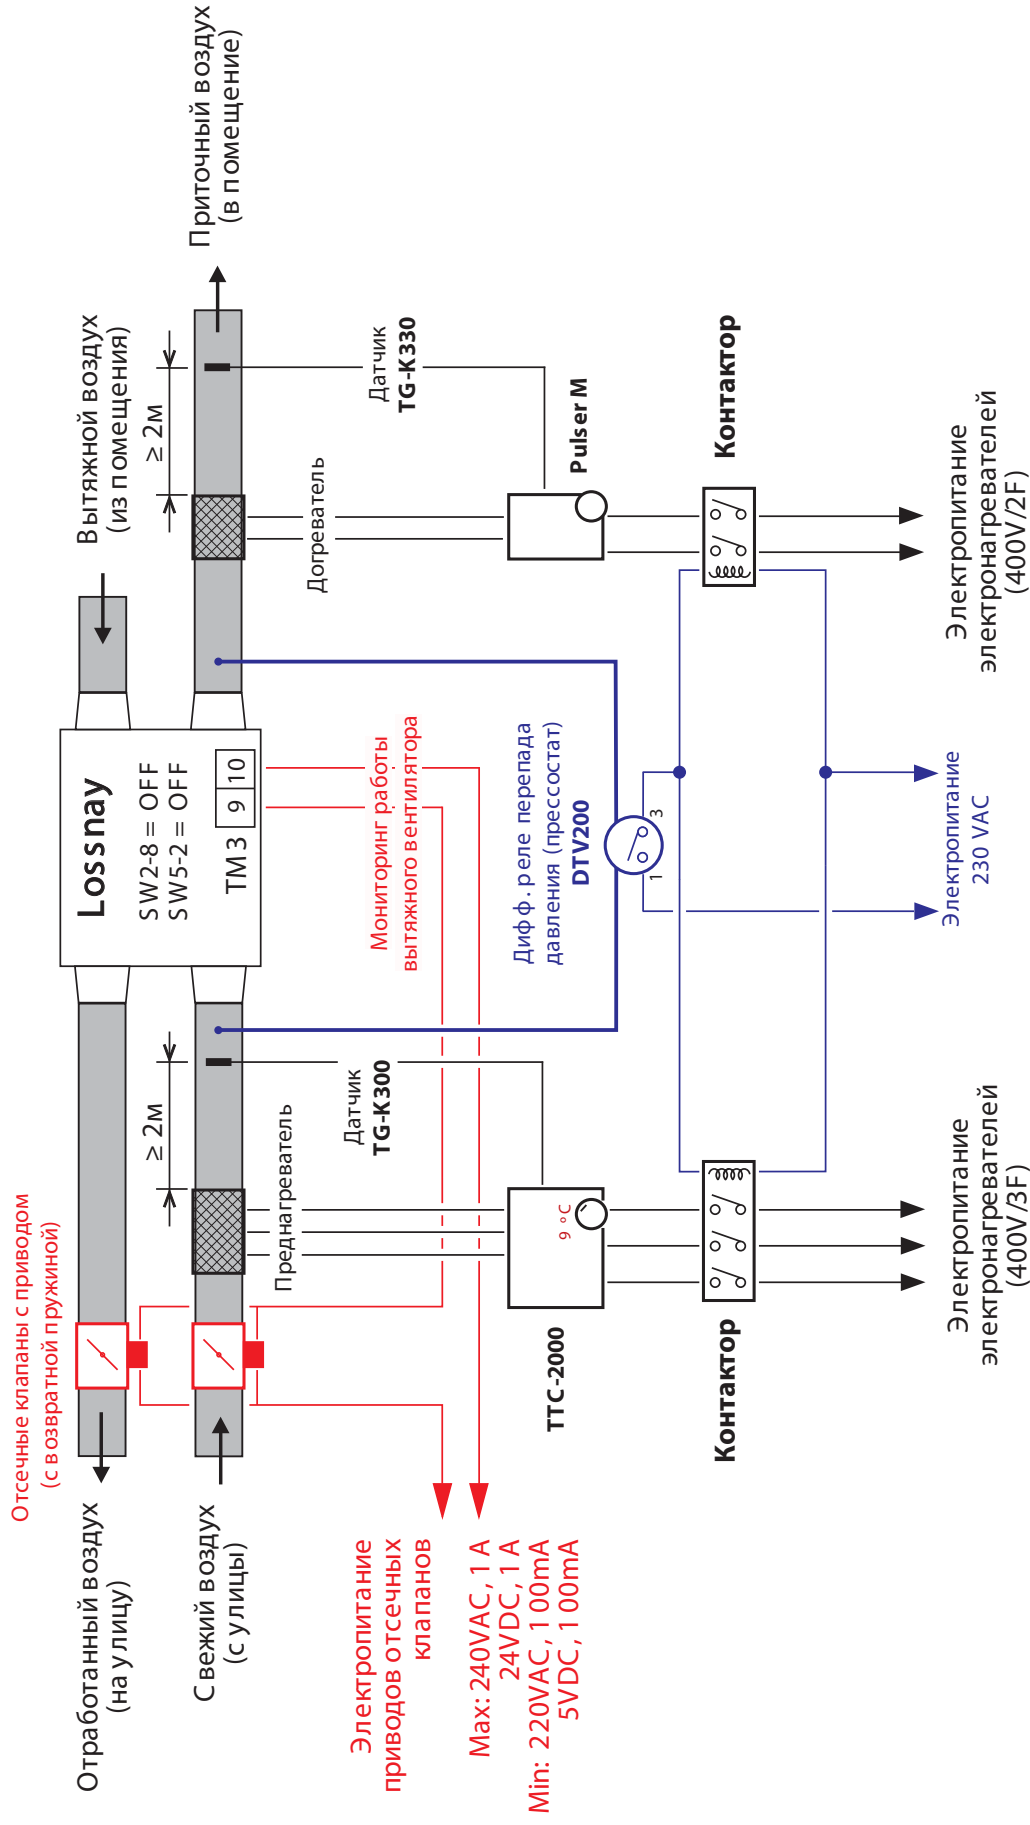 Отсечные клапаны с приводом
(с возвратной пружиной)
Отработанный воздух
(на улицу)
Свежий воздух
(с улицы)
≥ 2м
Lossnay
SW2-8 = OFF
SW5-2 = OFF
TM 3
9
10
Вытяжной воздух
(из помещения)
≥ 2м
Приточный воздух
(в помещение)
Преднагреватель
Датчик
TG-K300
Мониторинг работы
вытяжного вентилятора
Догреватель
Датчик
TG-K330
Электропитание
приводов отсечных
клапанов
Max: 240VAC, 1 A
24VDC, 1 A
Min: 220VAC, 100mA
5VDC, 100mA
TTC-2000
9 °C
Дифф. реле перепада
давления (прессостат)
DTV200
1
3
Pulser M
Контактор
Контактор
Электропитание
электронагревателей
(400V/3F)
Электропитание
230 VAC
Электропитание
электронагревателей
(400V/2F)